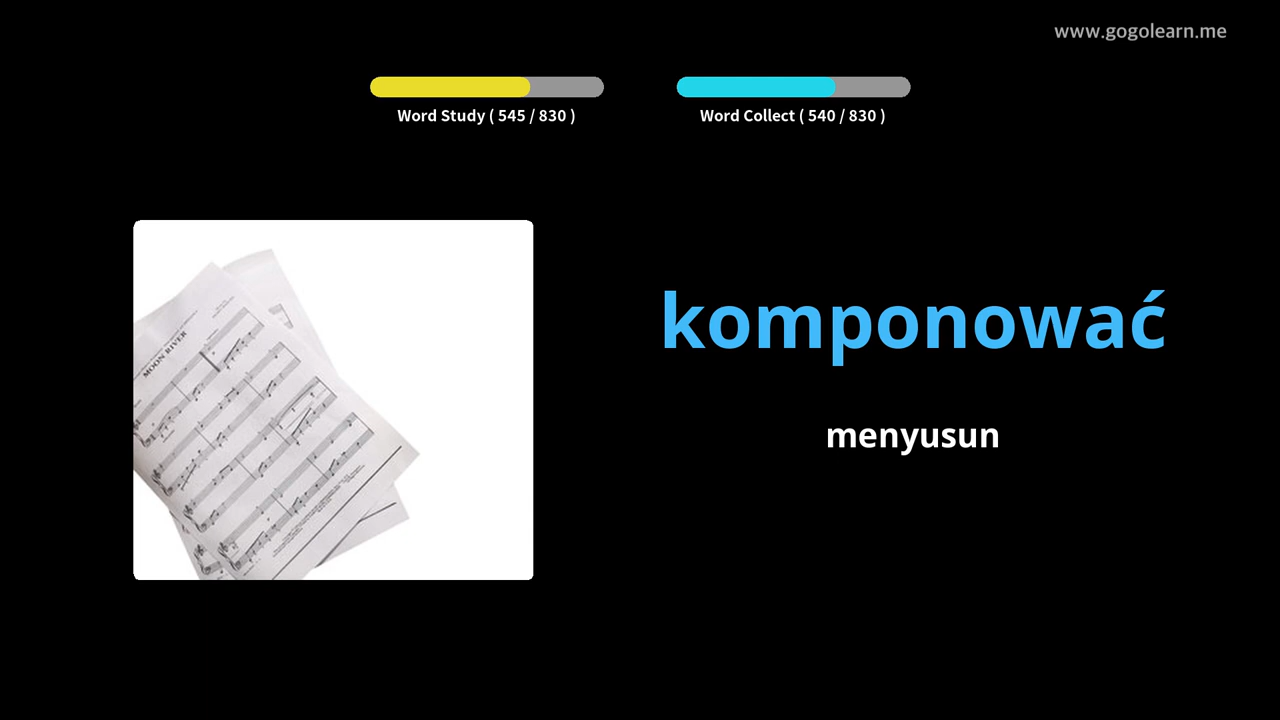 www.gogolearn.me
Word Study ( 545 / 830 )
Word Collect ( 540 / 830 )
MOON RIVER
komponować
menyusun